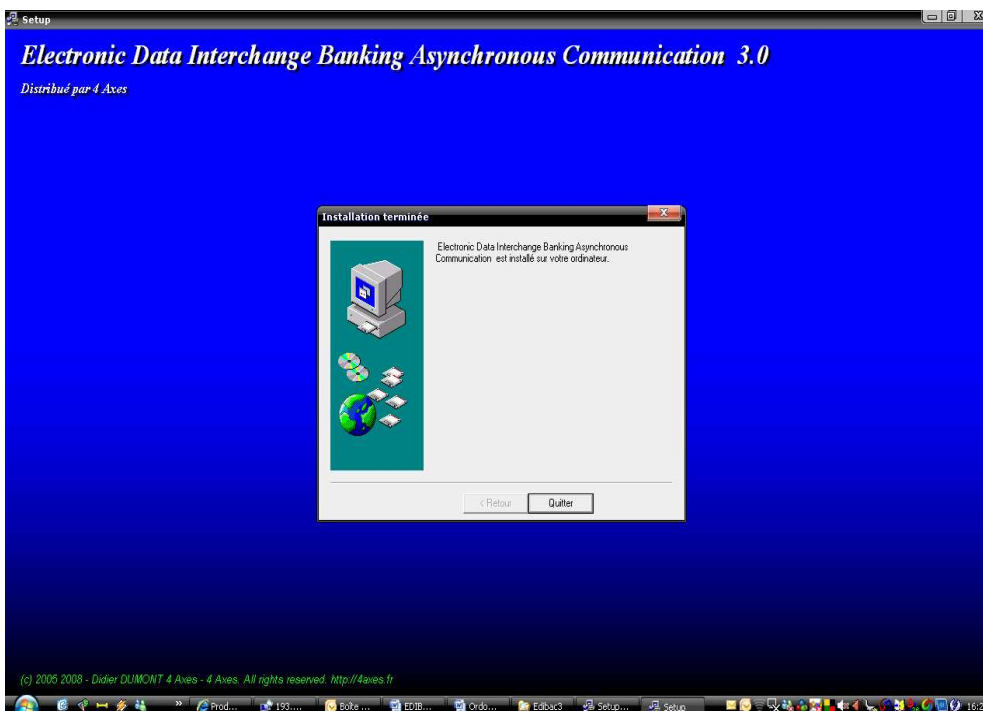 Setup
Electronic Data Interchange Banking Asynchronous Communication 3.0
Distribué par 4 Axes
Installation terminée
Electronic Data Interchange Banking Asynchronous
Communication est installé sur votre ordinateur.
< Retour
Quitter
(c) 2005 2008 - Didier DUMONT 4 Axes - 4 Axes. All rights reserved. http://4axes.fr
» Prod... 193.... Boîte ... EDIB... Ordo... Edibac3 Setup... Setup 16:2